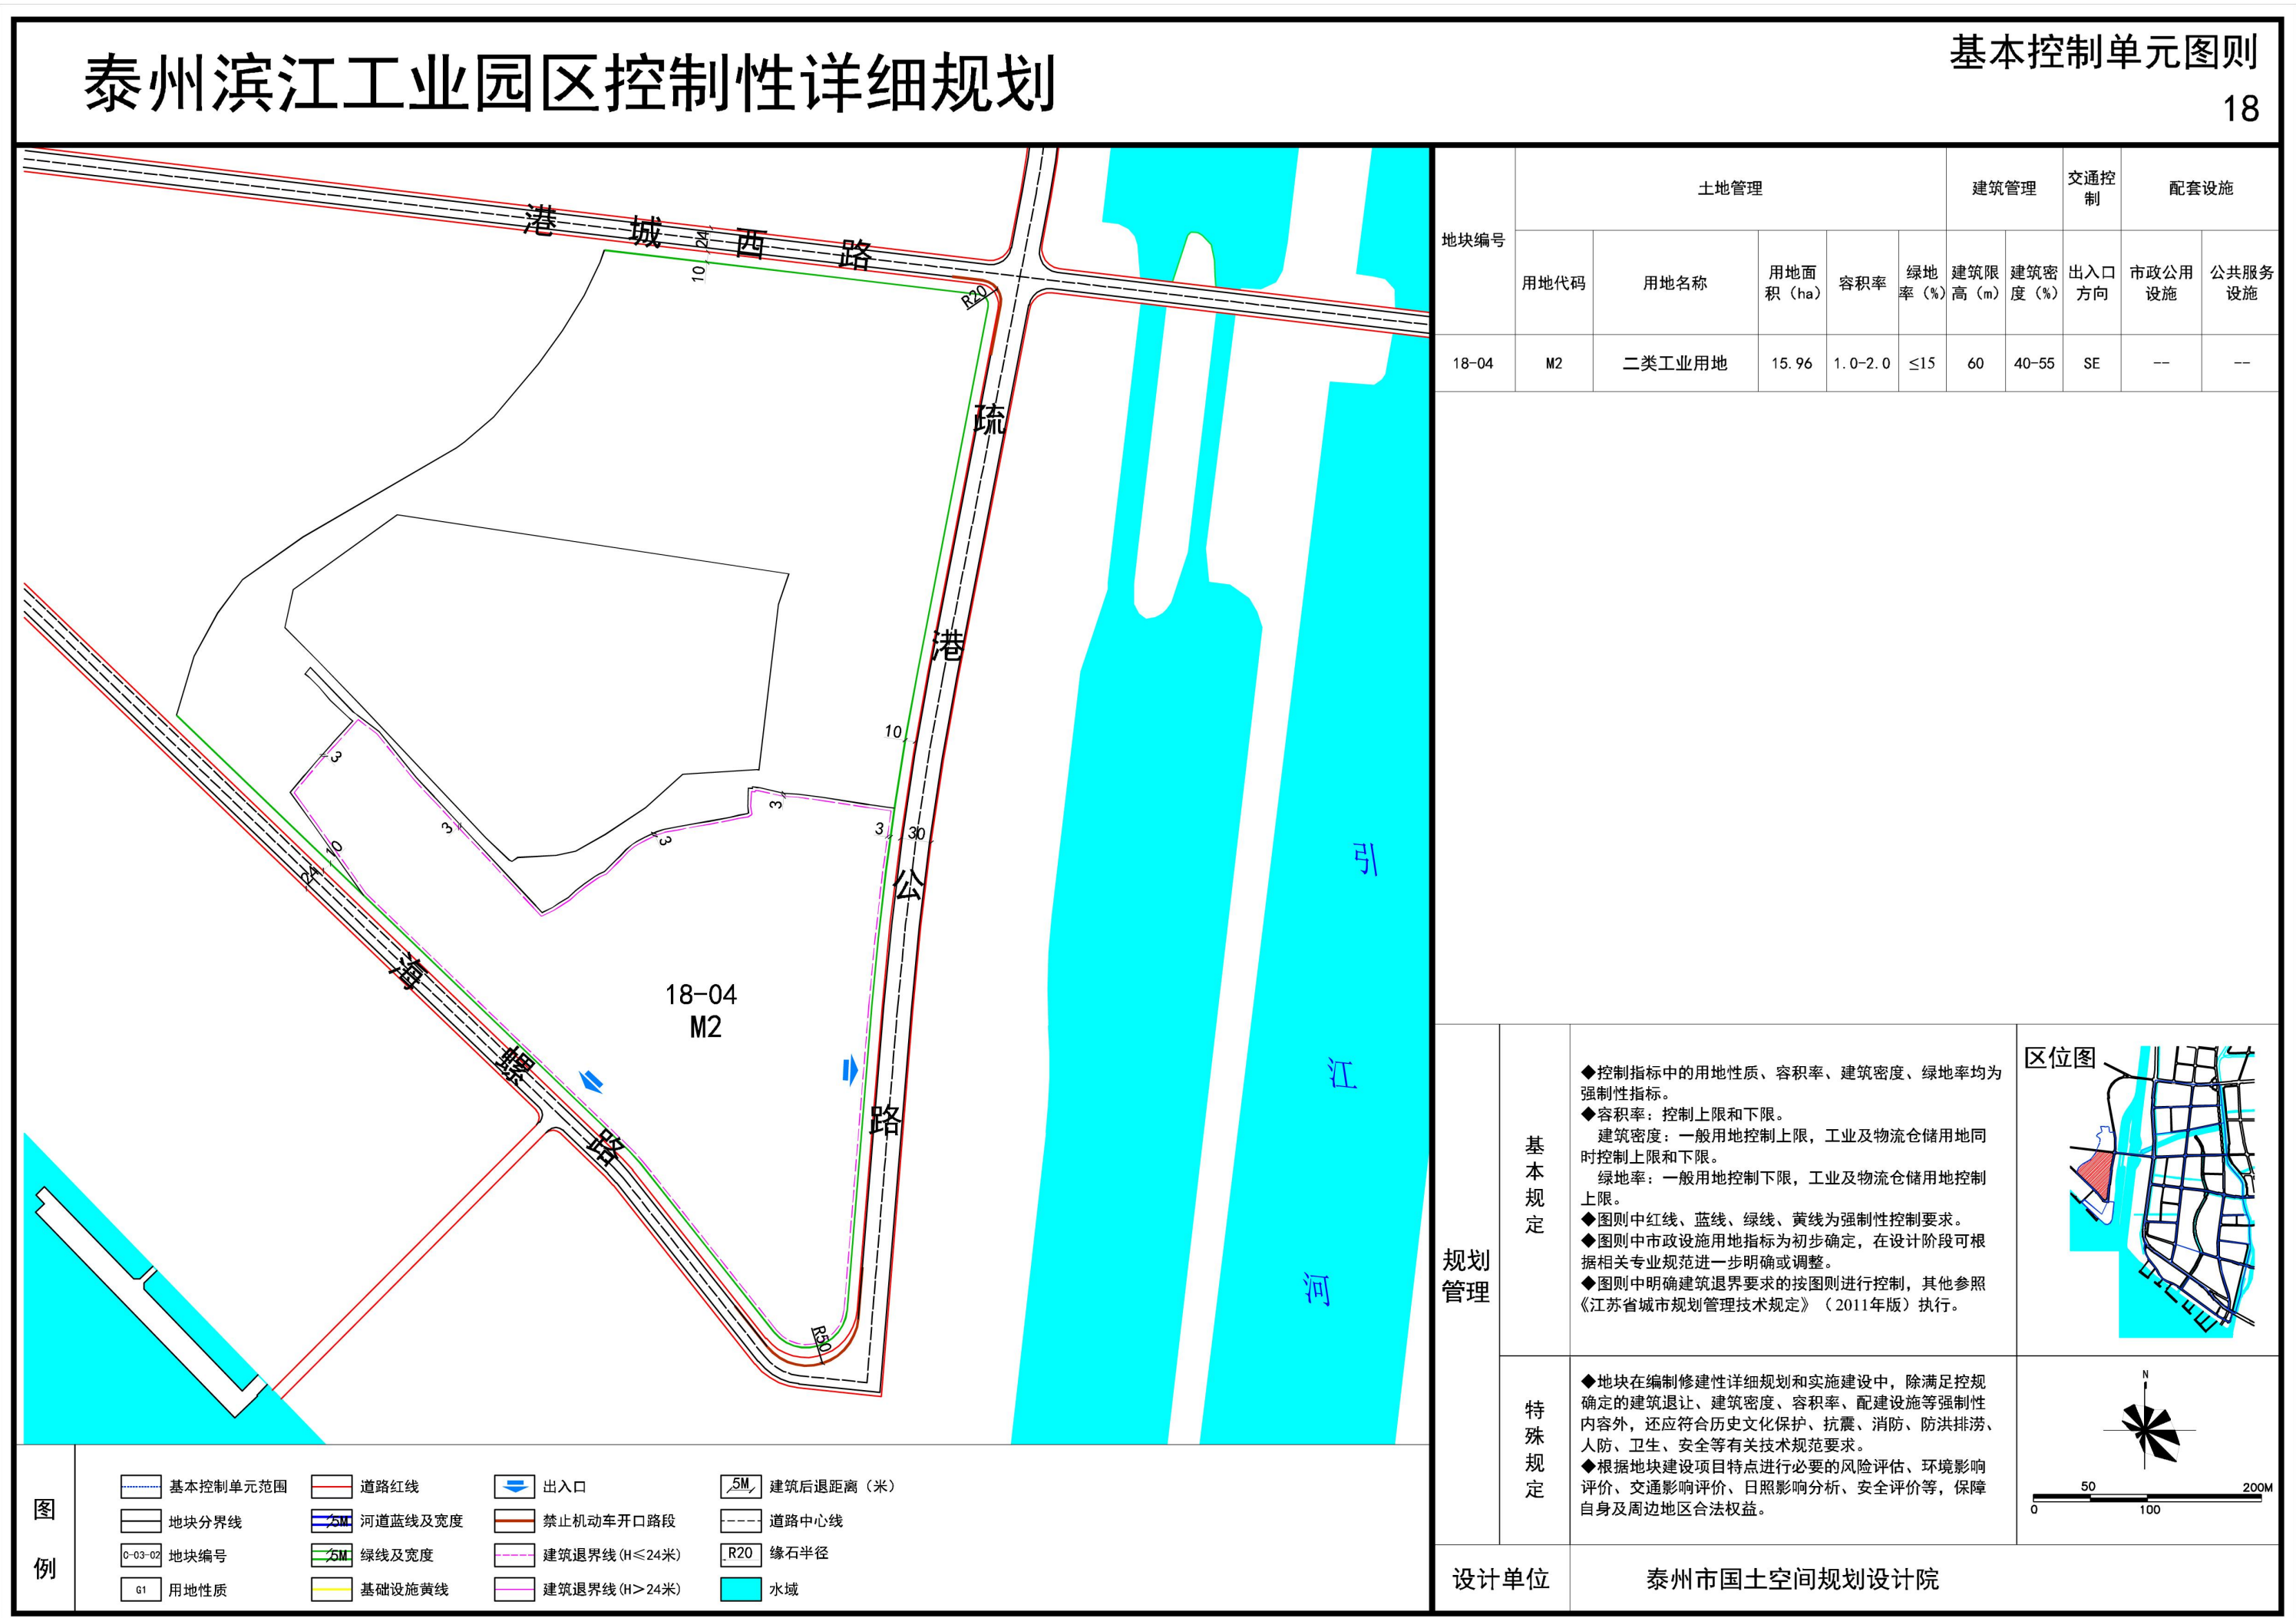 泰州滨江工业园区控制性详细规划
基本控制单元图则
18
港城西路
24
10
R20
疏港公路
10
3
3
3
3
3
30
10
24
海螺路
18-04
M2
R50
引江河
地块编号
土地管理
建筑管理
交通控制
配套设施
用地代码
用地名称
用地面积（ha）
容积率
绿地率（%）
建筑限高（m）
建筑密度（%）
出入口方向
市政公用设施
公共服务设施
18-04 M2 二类工业用地 15.96 1.0-2.0 ≤15 60 40-55 SE -- --
规划管理
基本规定
◆控制指标中的用地性质、容积率、建筑密度、绿地率均为
强制性指标。
◆容积率：控制上限和下限。
建筑密度：一般用地控制上限，工业及物流仓储用地同
时控制上限和下限。
绿地率：一般用地控制下限，工业及物流仓储用地控制
上限。
◆图则中红线、蓝线、绿线、黄线为强制性控制要求。
◆图则中市政设施用地指标为初步确定，在设计阶段可根
据相关专业规范进一步明确或调整。
◆图则中明确建筑退界要求的按图则进行控制，其他参照
《江苏省城市规划管理技术规定》（2011年版）执行。
区位图
特殊规定
◆地块在编制修建性详细规划和实施建设中，除满足控规
确定的建筑退让、建筑密度、容积率、配建设施等强制性
内容外，还应符合历史文化保护、抗震、消防、防洪排涝、
人防、卫生、安全等有关技术规范要求。
◆根据地块建设项目特点进行必要的风险评估、环境影响
评价、交通影响评价、日照影响分析、安全评价等，保障
自身及周边地区合法权益。
N
50 200M
0 100
设计单位
泰州市国土空间规划设计院
图例
基本控制单元范围
道路红线
出入口
5M 建筑后退距离（米）
地块分界线
5M 河道蓝线及宽度
禁止机动车开口路段
道路中心线
C-03-02 地块编号
5M 绿线及宽度
建筑退界线(H≤24米)
R20 缘石半径
G1 用地性质
基础设施黄线
建筑退界线(H＞24米)
水域